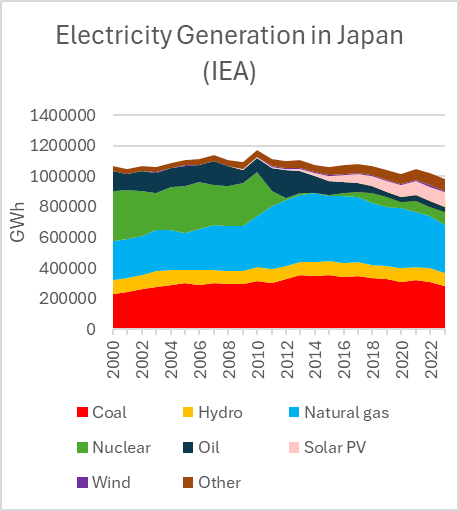 Electricity Generation in Japan
(IEA)
1400000
1200000
1000000
800000
600000
400000
200000
0
GWh
2000
2002
2004
2006
2008
2010
2012
2014
2016
2018
2020
2022
Coal
Hydro
Natural gas
Nuclear
Oil
Solar PV
Wind
Other